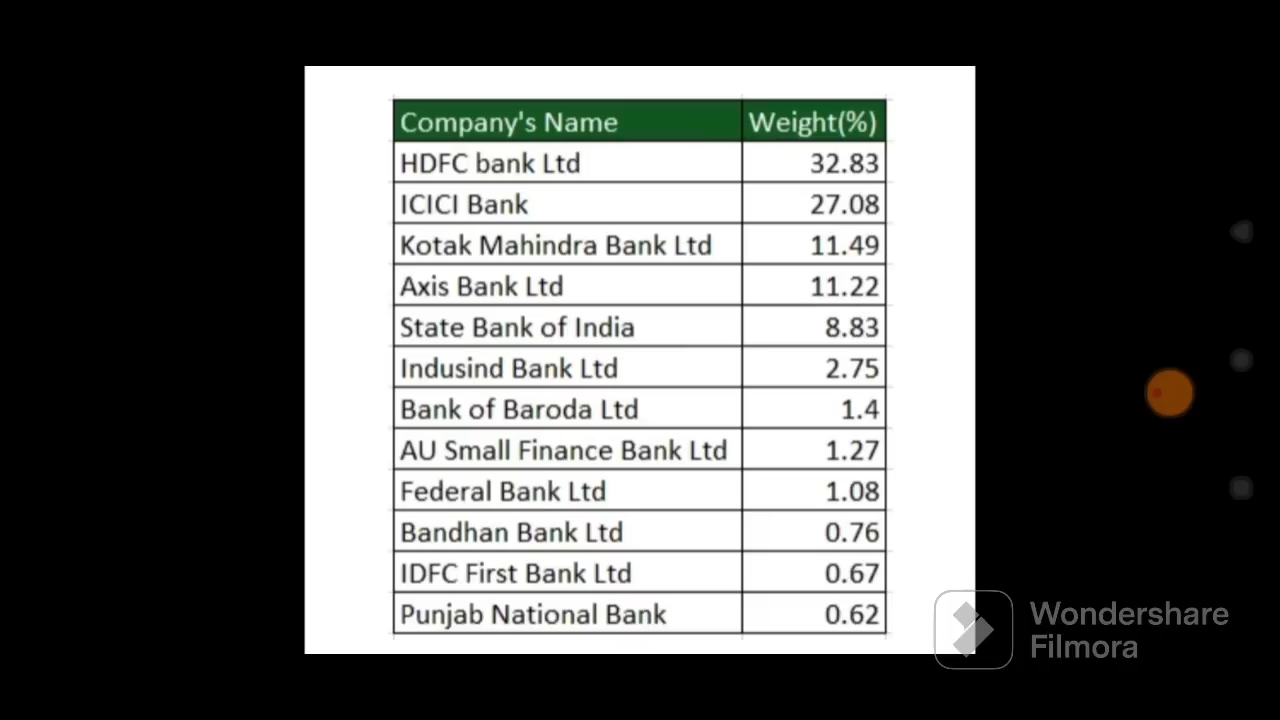 Company's Name Weight(%)
HDFC bank Ltd 32.83
ICICI Bank 27.08
Kotak Mahindra Bank Ltd 11.49
Axis Bank Ltd 11.22
State Bank of India 8.83
Indusind Bank Ltd 2.75
Bank of Baroda Ltd 1.4
AU Small Finance Bank Ltd 1.27
Federal Bank Ltd 1.08
Bandhan Bank Ltd 0.76
IDFC First Bank Ltd 0.67
Punjab National Bank 0.62
Wondershare
Filmora